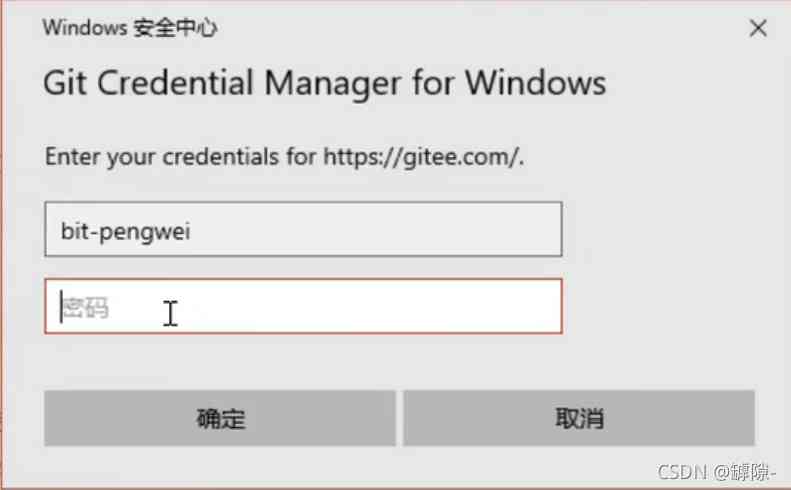 Windows 安全中心
Git Credential Manager for Windows
Enter your credentials for https://gitee.com/.
bit-pengwei
密码
确定 取消
CSDN @罅隙-